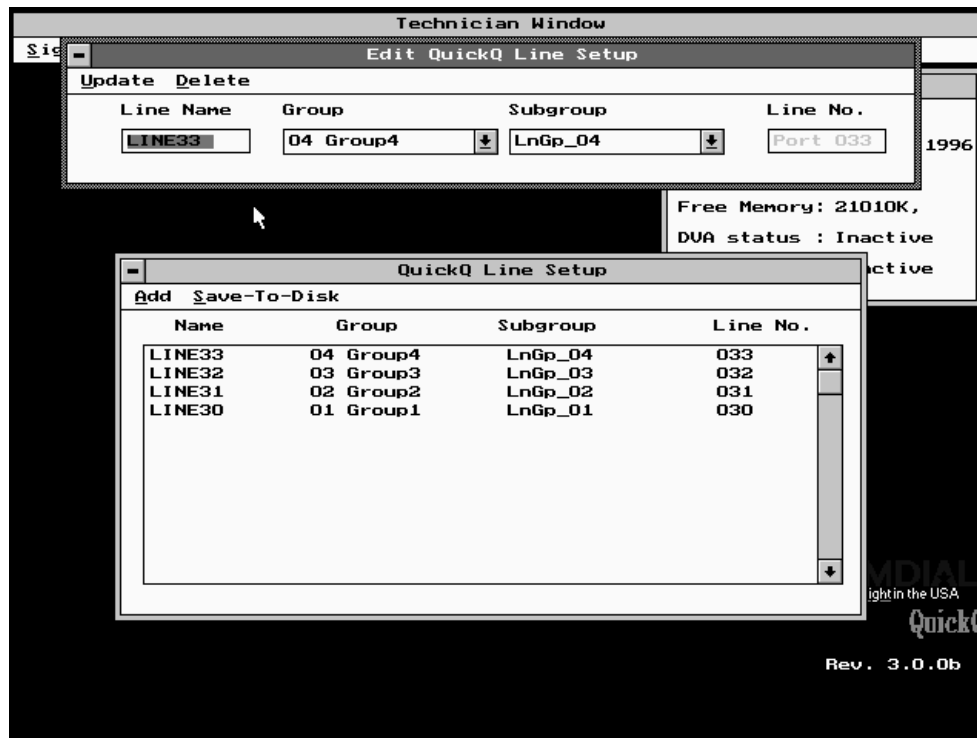 Technician Window
Sig
Edit QuickQ Line Setup
Update Delete
Line Name Group Subgroup Line No.
LINE33 04 Group4 LnGp_04 Port 033
1996
Free Memory: 21010K,
DVA status : Inactive
active
QuickQ Line Setup
Add Save-To-Disk
Name Group Subgroup Line No.
LINE33 04 Group4 LnGp_04 033
LINE32 03 Group3 LnGp_03 032
LINE31 02 Group2 LnGp_02 031
LINE30 01 Group1 LnGp_01 030
MDIAL
ight in the USA
QuickQ
Rev. 3.0.0b